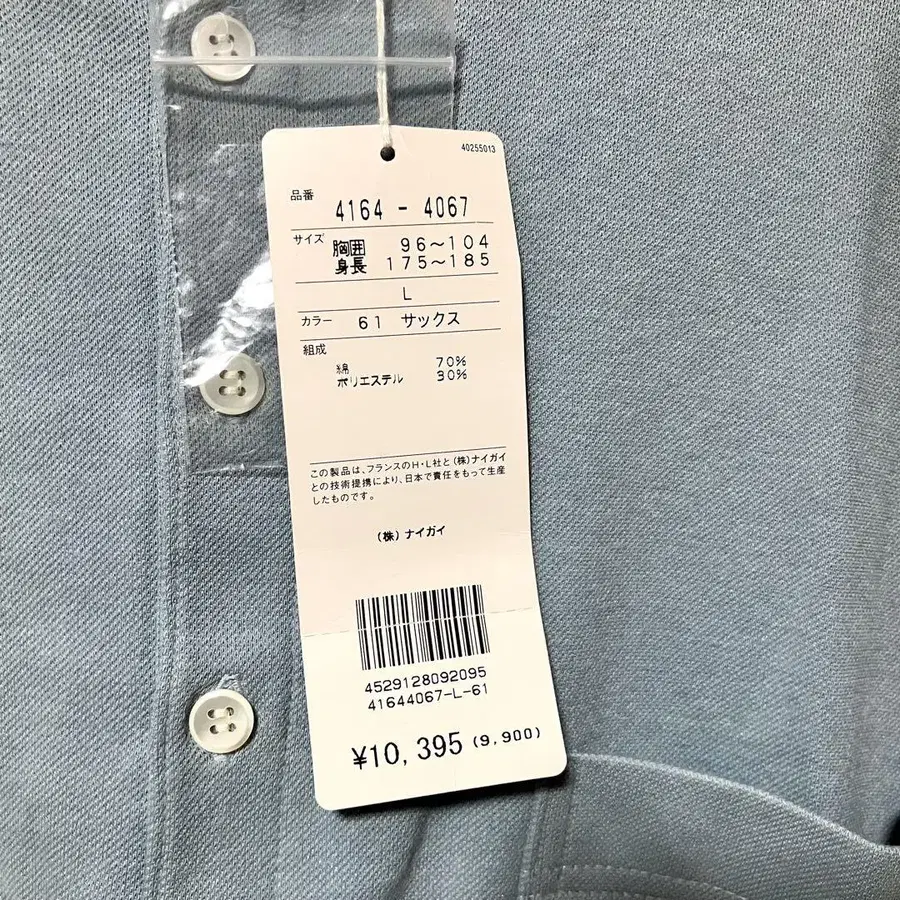 40255013
品番
4164 - 4067
サイズ 胸囲 96～104
身長 175～185
L
カラー 61 サックス
組成
綿 70%
ポリエステル 30%
この製品は、フランスのH・L社と(株)ナイガイ
との技術提携により、日本で責任をもって生産
したものです。
(株)ナイガイ
4529128092095
41644067-L-61
¥10,395 (9,900)